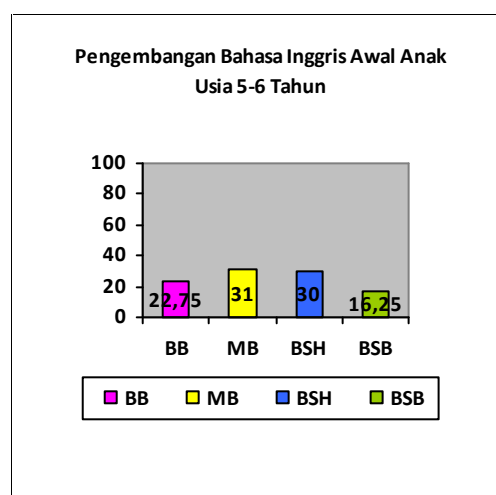 Pengembangan Bahasa Inggris Awal Anak
Usia 5-6 Tahun
100
80
60
40
20
0
22,75
31
30
16,25
BB MB BSH BSB
BB MB BSH BSB